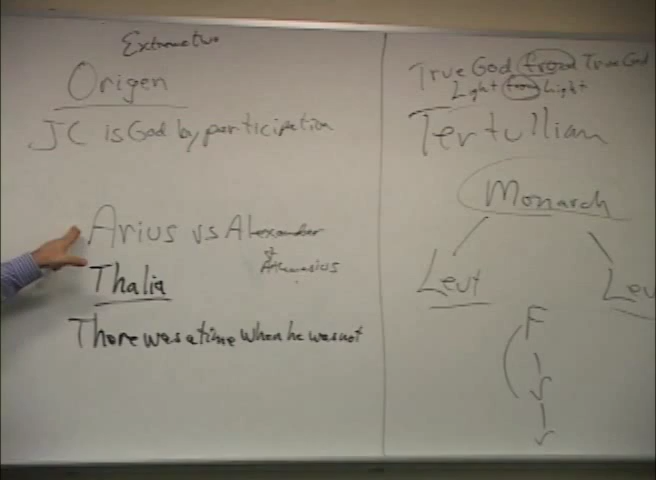 Origen
JC is God by participation
Arius vs Alexander
&
Athanasius
Thalia
There was a time when he was not
True God from True God
Light from Light
Tertullian
Monarch
Leut
Leu
F